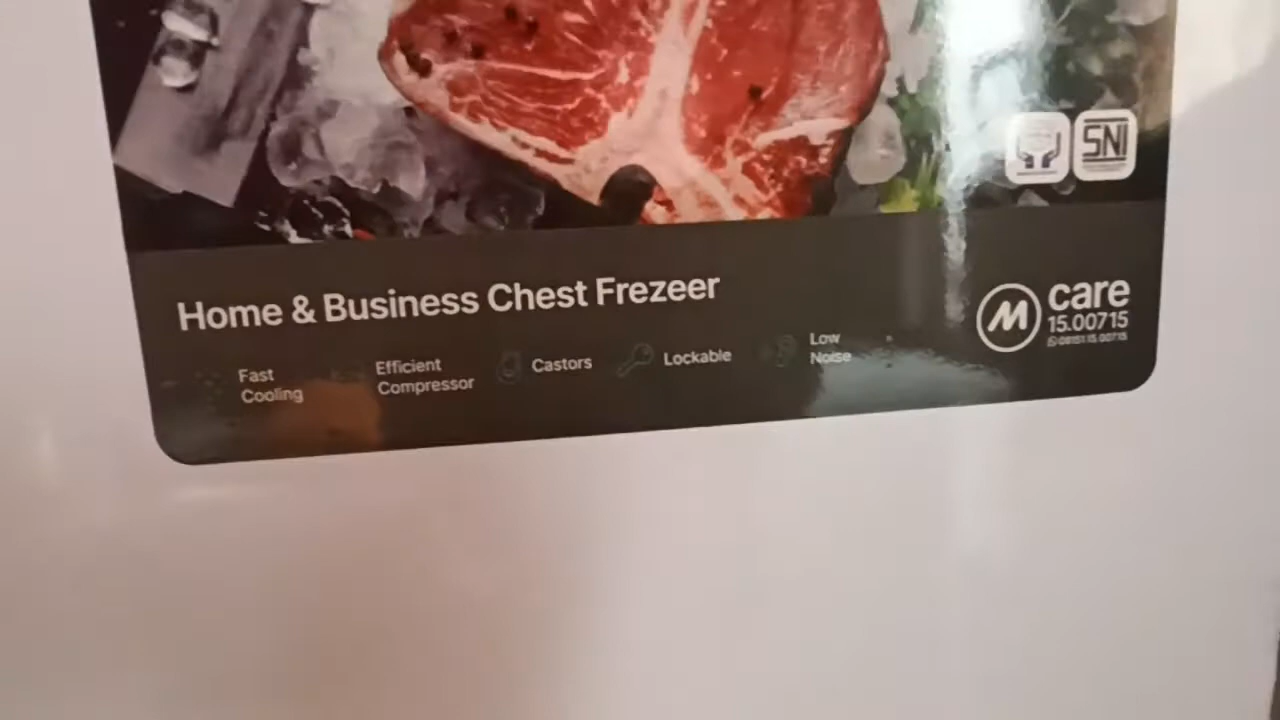 SNI
Home & Business Chest Frezeer
care
15.00715
Fast
Cooling
Efficient
Compressor
Castors
Lockable
Low
Noise